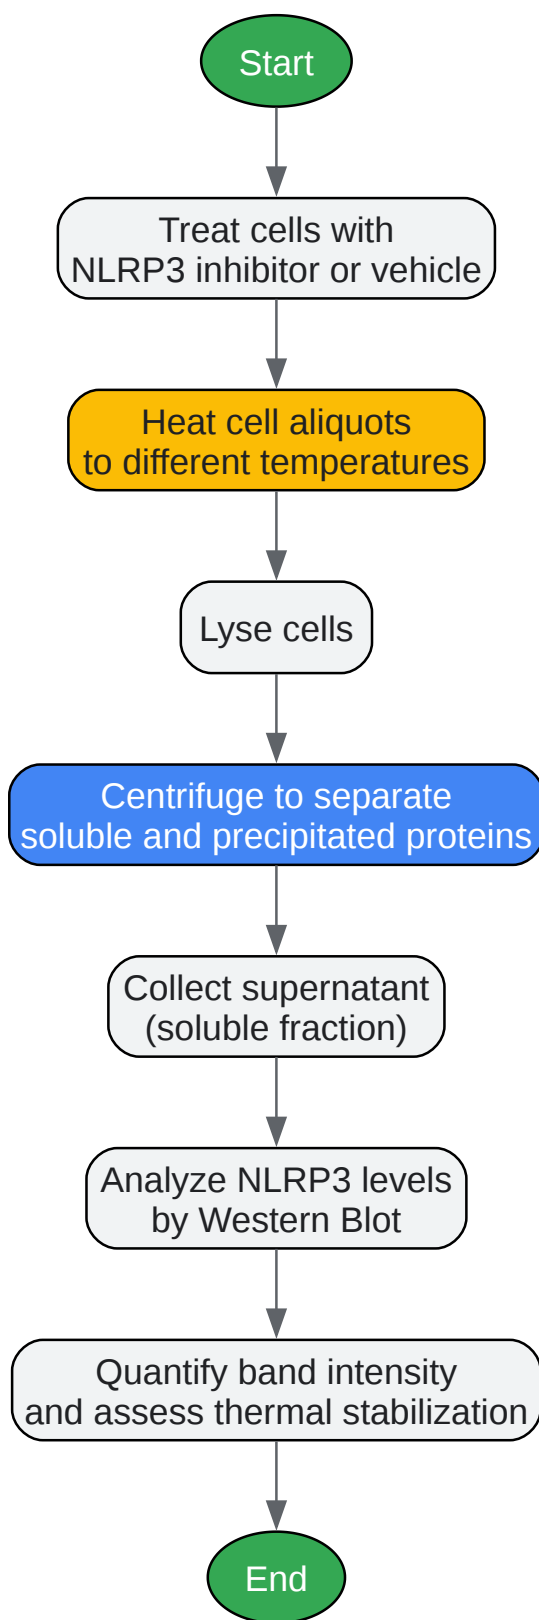 Start
Treat cells with
NLRP3 inhibitor or vehicle
Heat cell aliquots
to different temperatures
Lyse cells
Centrifuge to separate
soluble and precipitated proteins
Collect supernatant
(soluble fraction)
Analyze NLRP3 levels
by Western Blot
Quantify band intensity
and assess thermal stabilization
End